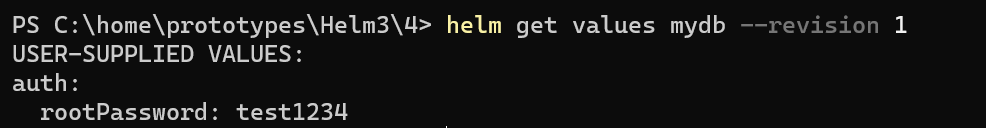 PS C:\home\prototypes\Helm3\4> helm get values mydb --revision 1
USER-SUPPLIED VALUES:
auth:
  rootPassword: test1234